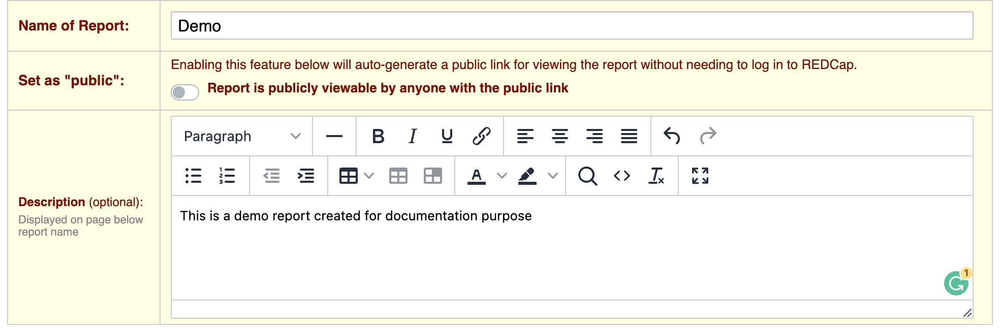 Name of Report:
Demo
Set as "public":
Enabling this feature below will auto-generate a public link for viewing the report without needing to log in to REDCap.
Report is publicly viewable by anyone with the public link
Paragraph
B I U
A
Description (optional):
Displayed on page below
report name
This is a demo report created for documentation purpose
1